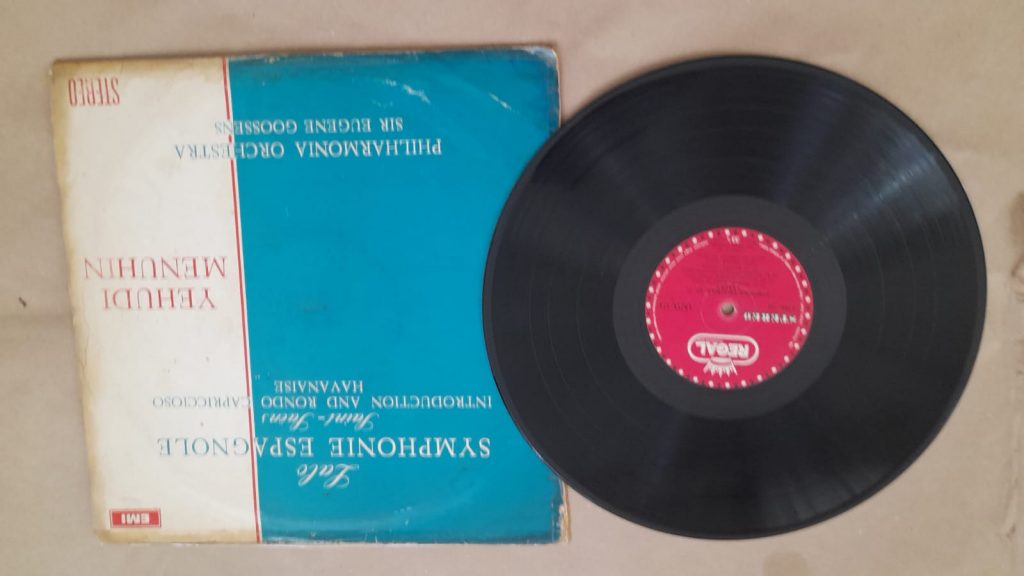 EMI
Lalo
SYMPHONIE ESPAGNOLE
Saint-Saëns
INTRODUCTION AND RONDO CAPRICCIOSO
HAVANAISE
YEHUDI
MENUHIN
PHILHARMONIA ORCHESTRA
SIR EUGENE GOOSSENS
STEREO
REGAL
STEREO